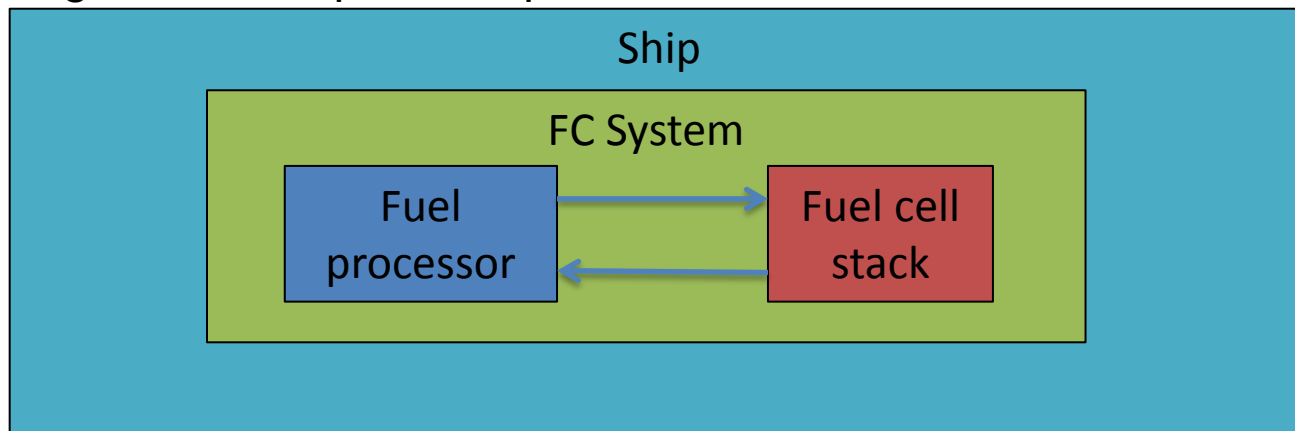 Ship
FC System
Fuel
processor
Fuel cell
stack